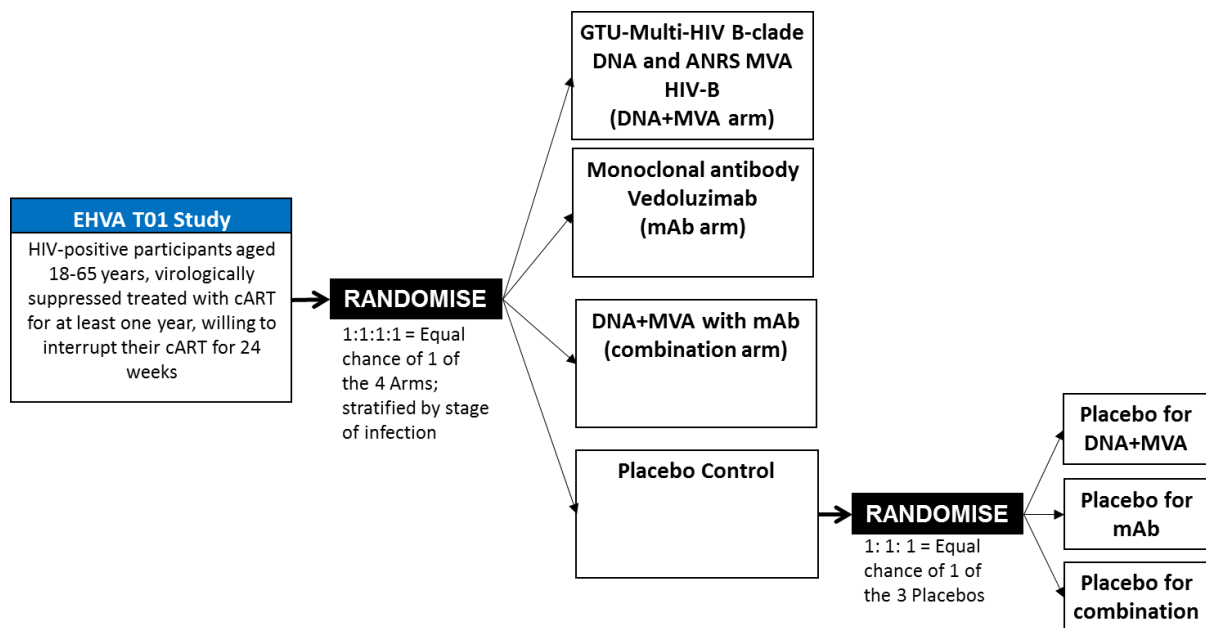 EHVA T01 Study
HIV-positive participants aged
18-65 years, virologically
suppressed treated with cART
for at least one year, willing to
interrupt their cART for 24
weeks
RANDOMISE
1:1:1:1 = Equal
chance of 1 of
the 4 Arms;
stratified by stage
of infection
GTU-Multi-HIV B-clade
DNA and ANRS MVA
HIV-B
(DNA+MVA arm)
Monoclonal antibody
Vedoluzimab
(mAb arm)
DNA+MVA with mAb
(combination arm)
Placebo Control
RANDOMISE
1: 1: 1 = Equal
chance of 1 of
the 3 Placebos
Placebo for
DNA+MVA
Placebo for
mAb
Placebo for
combination